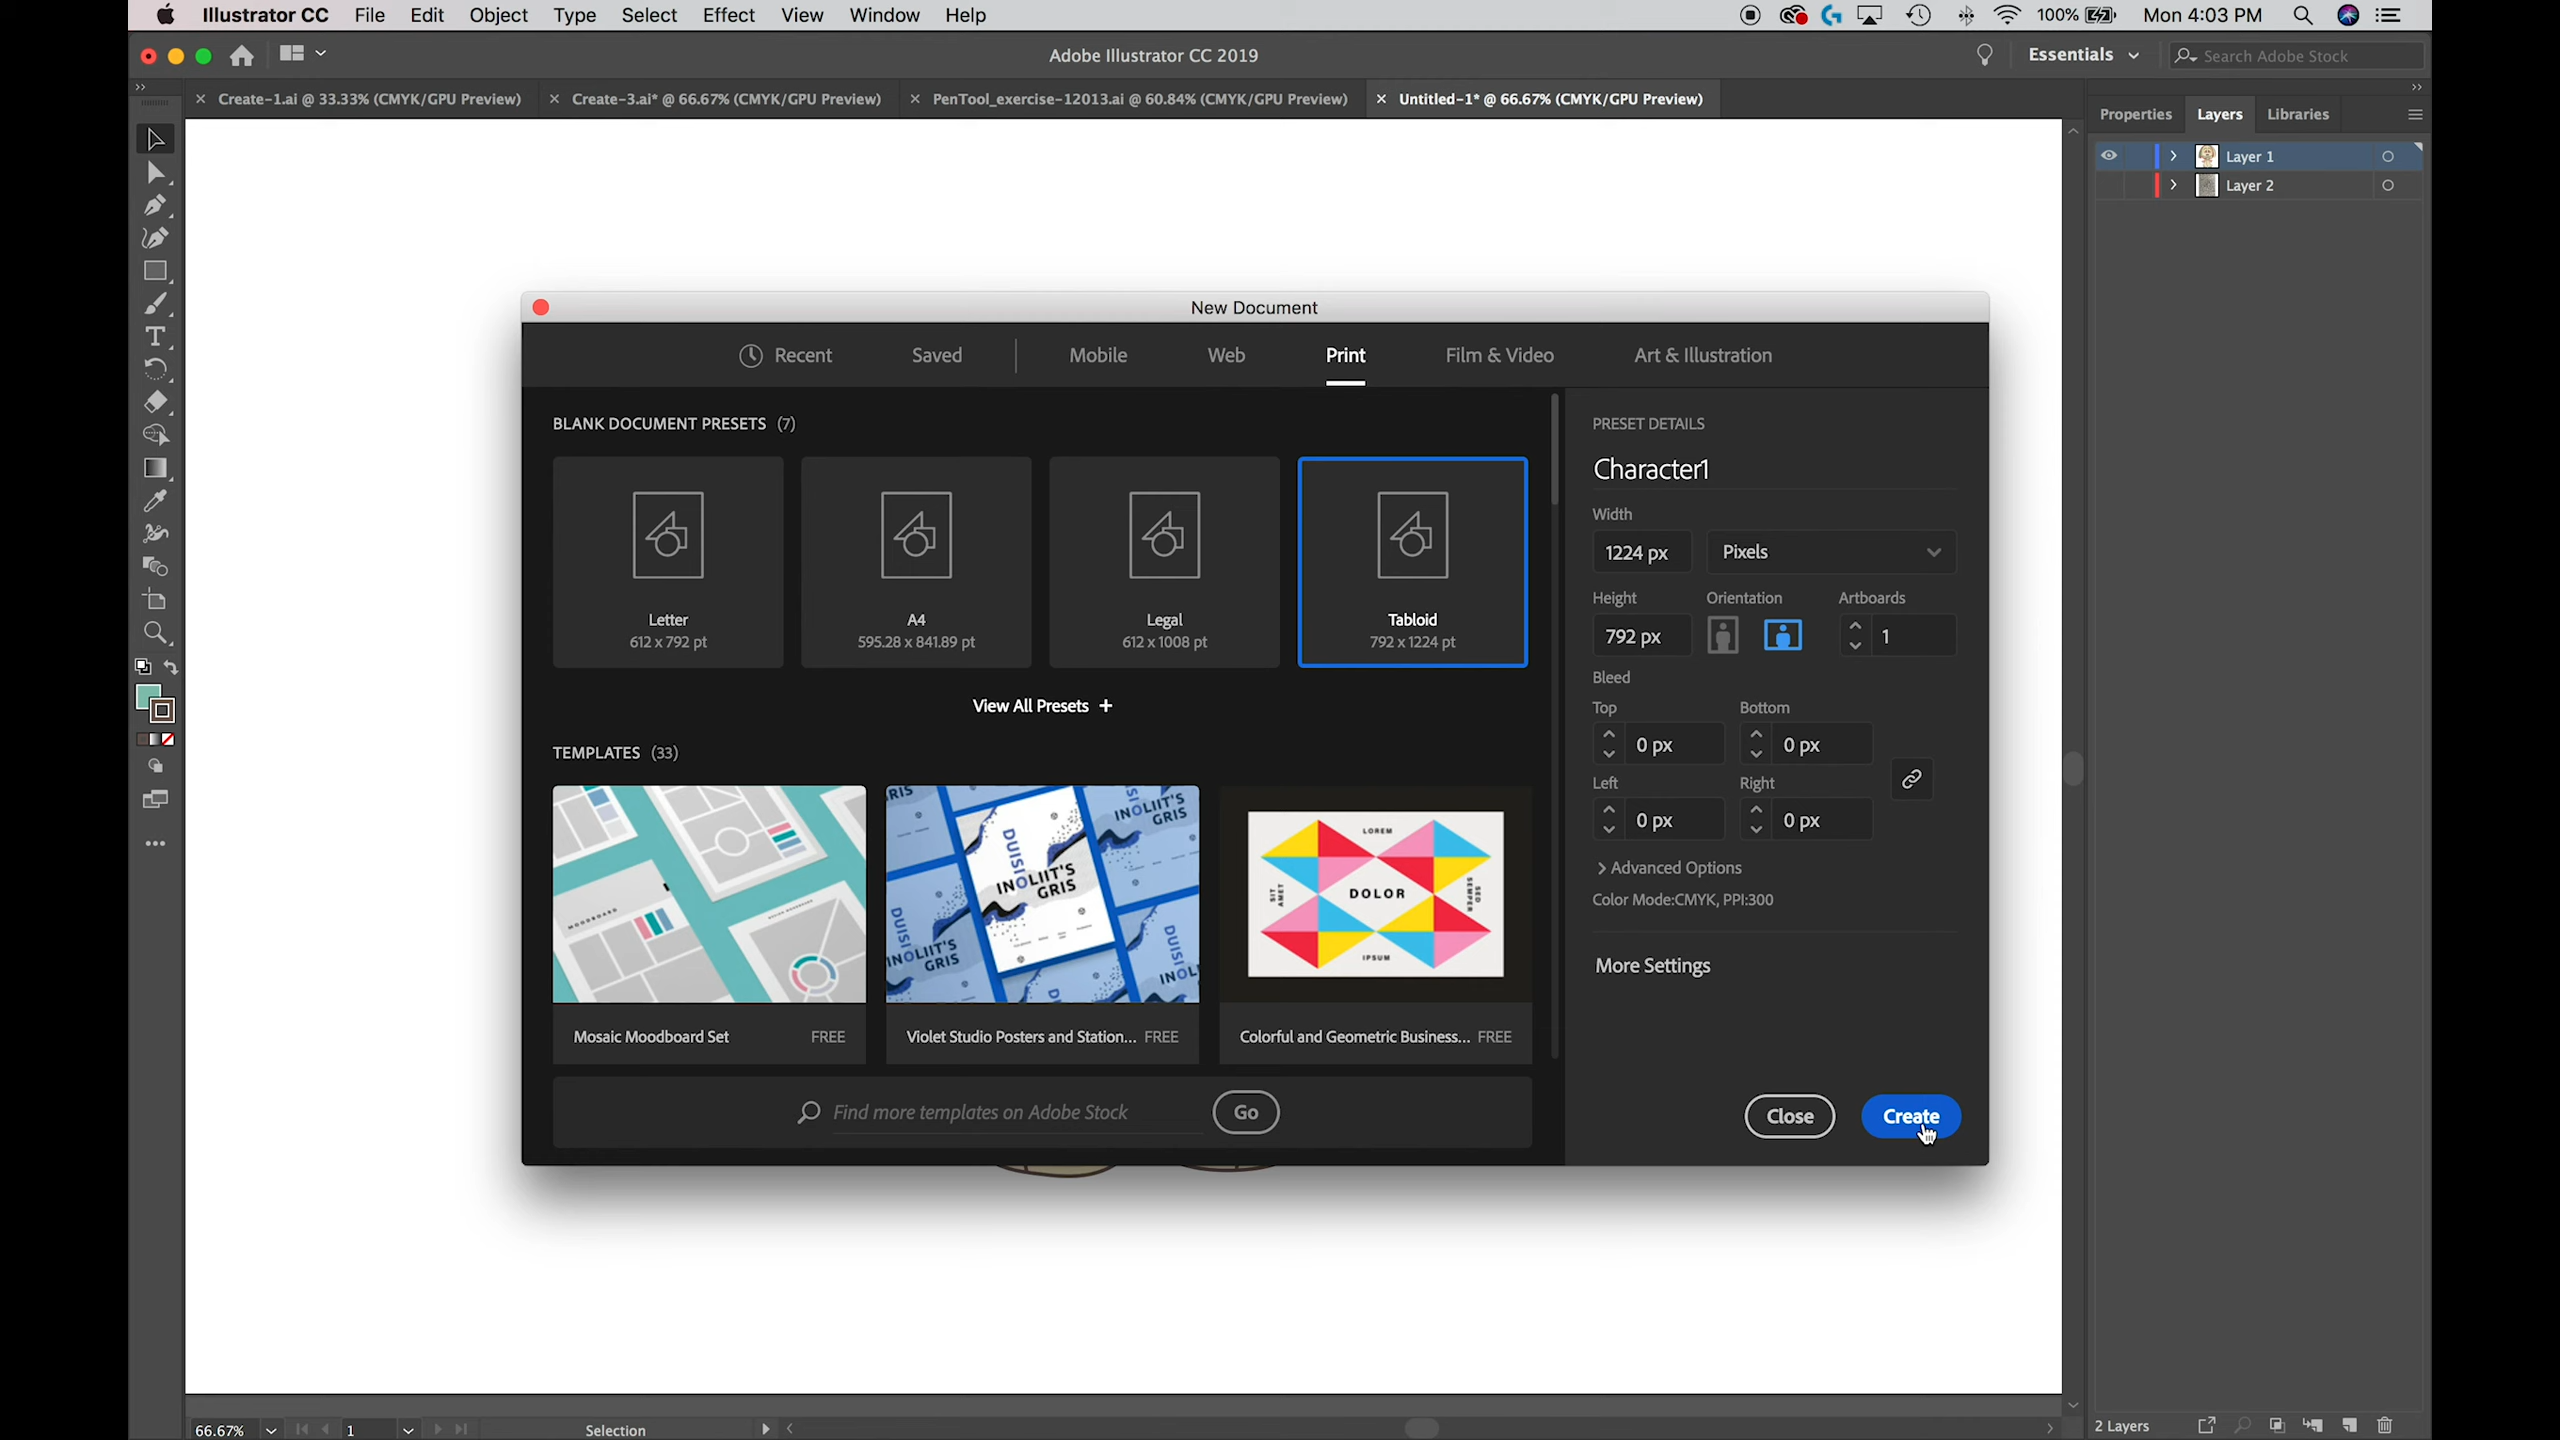 Illustrator CC File Edit Object Type Select Effect View Window Help 100% Mon 4:03 PM
Adobe Illustrator CC 2019 Essentials Search Adobe Stock
Create-1.ai @ 33.33% (CMYK/GPU Preview) Create-3.ai* @ 66.67% (CMYK/GPU Preview) PenTool_exercise-12013.ai @ 60.84% (CMYK/GPU Preview) Untitled-1* @ 66.67% (CMYK/GPU Preview)
Properties Layers Libraries
Layer 1
Layer 2
New Document
Recent Saved Mobile Web Print Film & Video Art & Illustration
BLANK DOCUMENT PRESETS (7)
Letter
612 x 792 pt
A4
595.28 x 841.89 pt
Legal
612 x 1008 pt
Tabloid
792 x 1224 pt
View All Presets +
TEMPLATES (33)
MOODBOARD
DUISI
INOLIIT'S
GRIS
LOREM
SIT
AMET
DOLOR
SED
SEMPER
IPSUM
Mosaic Moodboard Set FREE
Violet Studio Posters and Station... FREE
Colorful and Geometric Business... FREE
Find more templates on Adobe Stock Go
PRESET DETAILS
Character1
Width
1224 px Pixels
Height Orientation Artboards
792 px 1
Bleed
Top Bottom
0 px 0 px
Left Right
0 px 0 px
Advanced Options
Color Mode:CMYK, PPI:300
More Settings
Close Create
66.67% 1 Selection
2 Layers